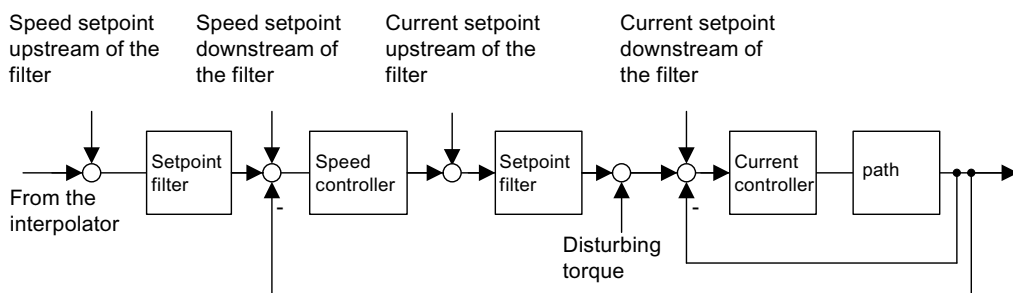 Speed setpoint
upstream of the
filter
Speed setpoint
downstream of
the filter
Current setpoint
upstream of the
filter
Current setpoint
downstream of
the filter
Setpoint
filter
Speed
controller
Setpoint
filter
Current
controller
path
From the
interpolator
-
-
Disturbing
torque